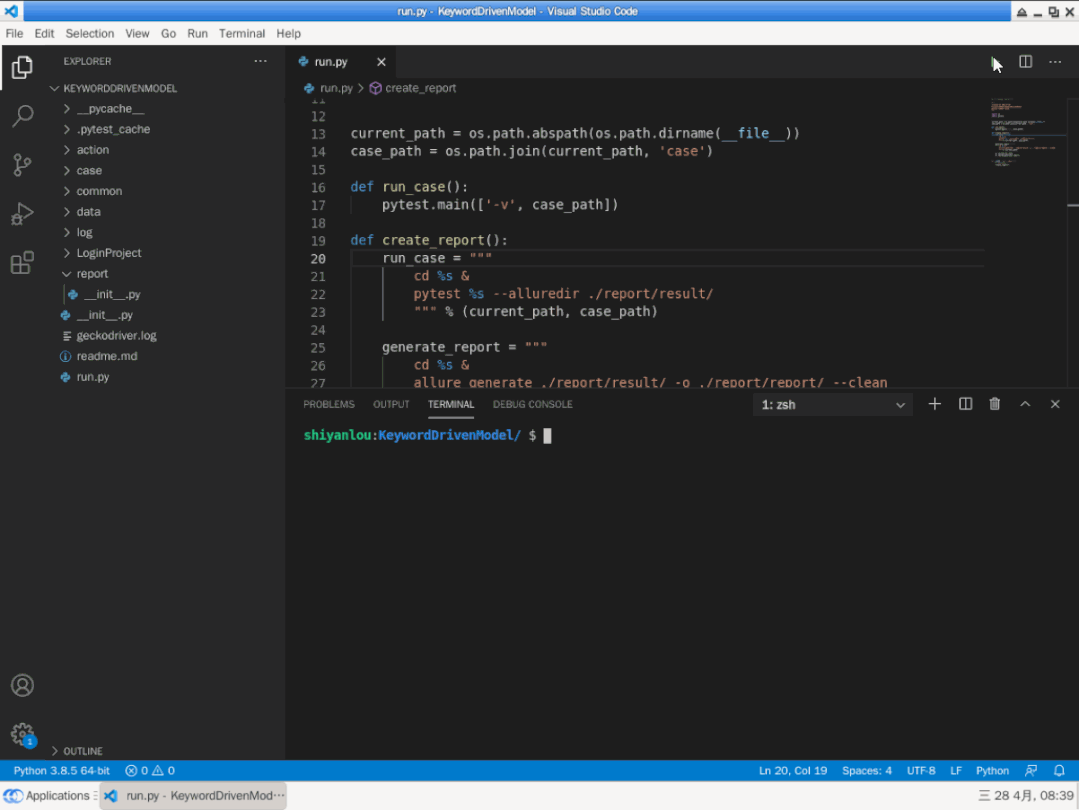 run.py - KeywordDrivenModel - Visual Studio Code
File Edit Selection View Go Run Terminal Help
EXPLORER ···
KEYWORDDRIVENMODEL
__pycache__
.pytest_cache
action
case
common
data
log
LoginProject
report
__init__.py
__init__.py
geckodriver.log
readme.md
run.py
OUTLINE
run.py
run.py > create_report
11
12
13 current_path = os.path.abspath(os.path.dirname(__file__))
14 case_path = os.path.join(current_path, 'case')
15
16 def run_case():
17 pytest.main(['-v', case_path])
18
19 def create_report():
20 run_case = """
21 cd %s &
22 pytest %s --alluredir ./report/result/
23 """ % (current_path, case_path)
24
25 generate_report = """
26 cd %s &
27 allure generate ./report/result/ -o ./report/report/ --clean
PROBLEMS OUTPUT TERMINAL DEBUG CONSOLE 1: zsh
shiyanlou:KeywordDrivenModel/ $
1
Python 3.8.5 64-bit 0 0 Ln 20, Col 19 Spaces: 4 UTF-8 LF Python
Applications run.py - KeywordDrivenMod··· 三 28 4月, 08:39